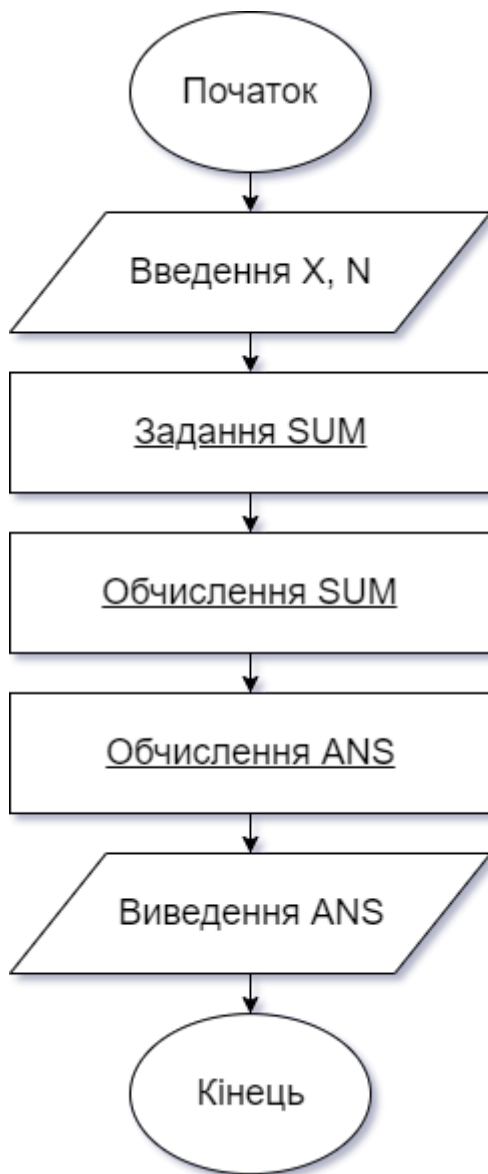 Початок
Введення X, N
Задання SUM
Обчислення SUM
Обчислення ANS
Виведення ANS
Кінець